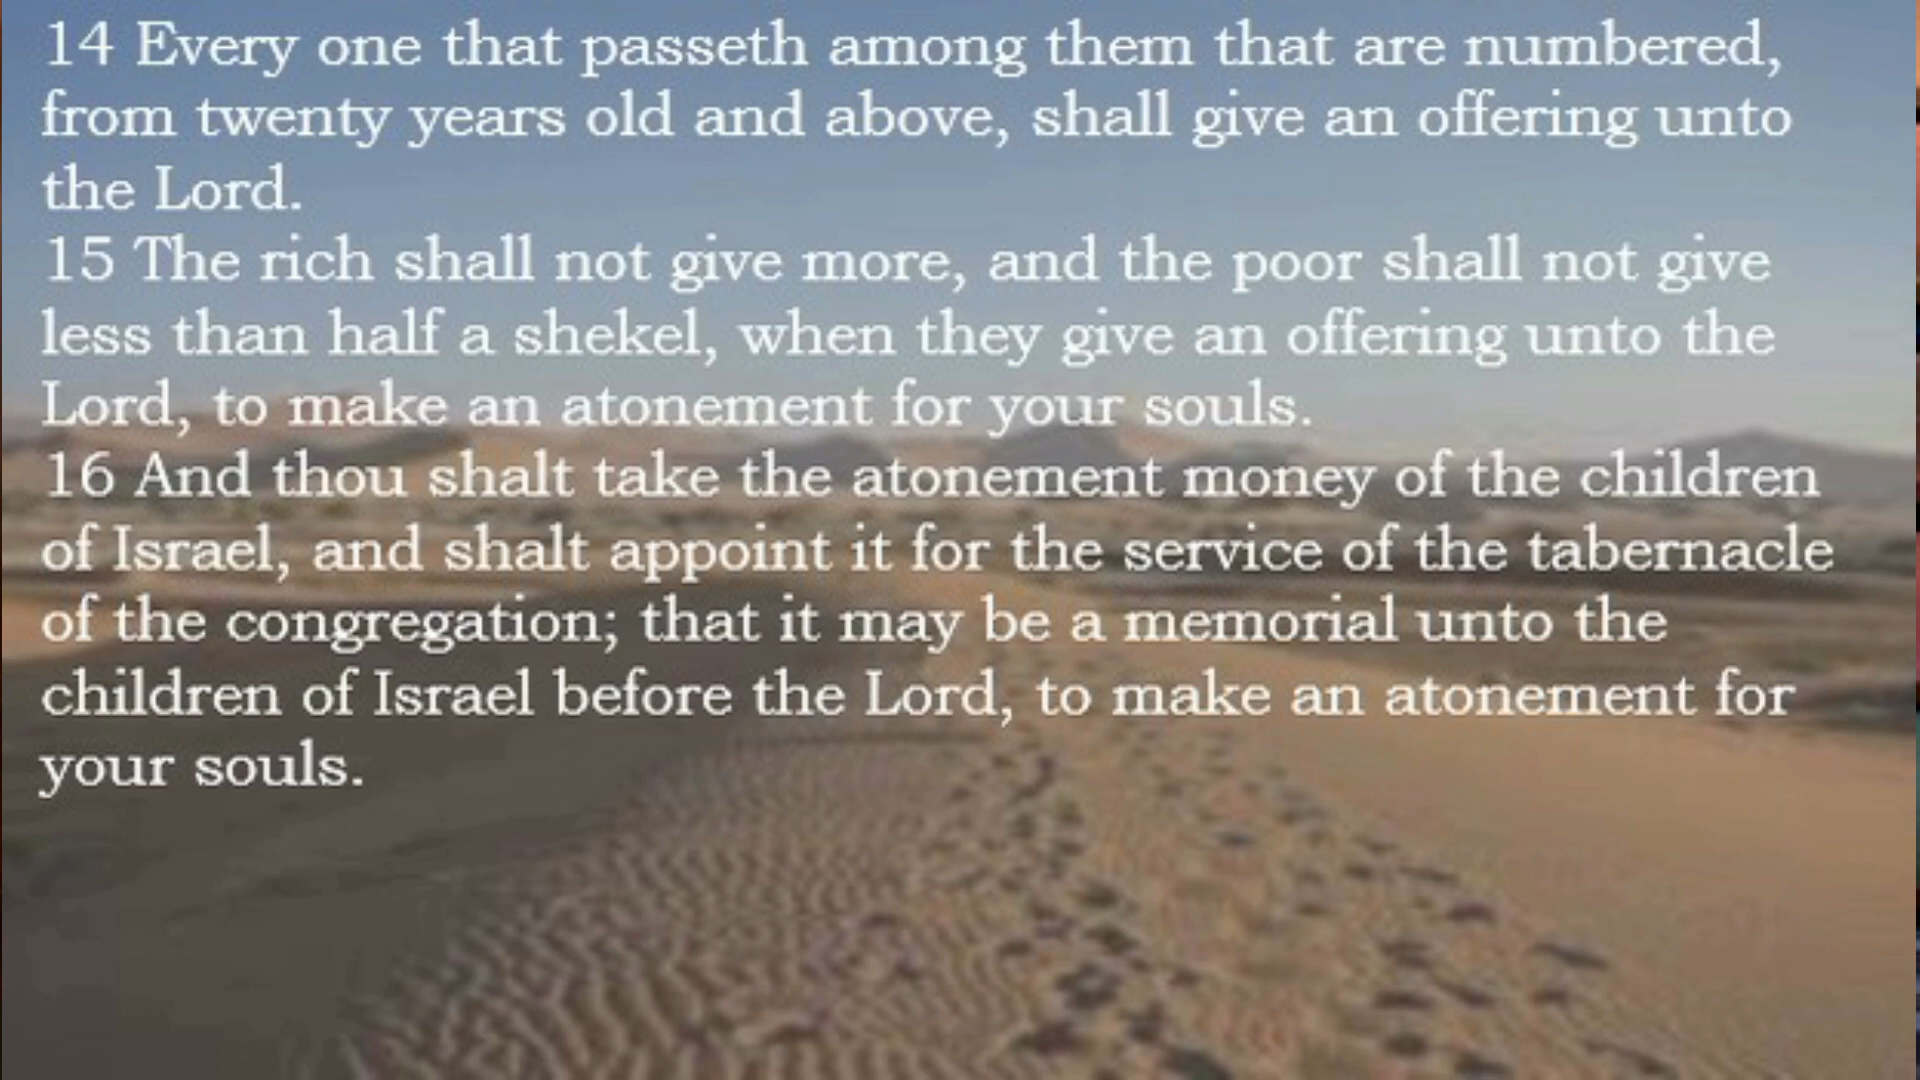 14 Every one that passeth among them that are numbered,
from twenty years old and above, shall give an offering unto
the Lord.
15 The rich shall not give more, and the poor shall not give
less than half a shekel, when they give an offering unto the
Lord, to make an atonement for your souls.
16 And thou shalt take the atonement money of the children
of Israel, and shalt appoint it for the service of the tabernacle
of the congregation; that it may be a memorial unto the
children of Israel before the Lord, to make an atonement for
your souls.